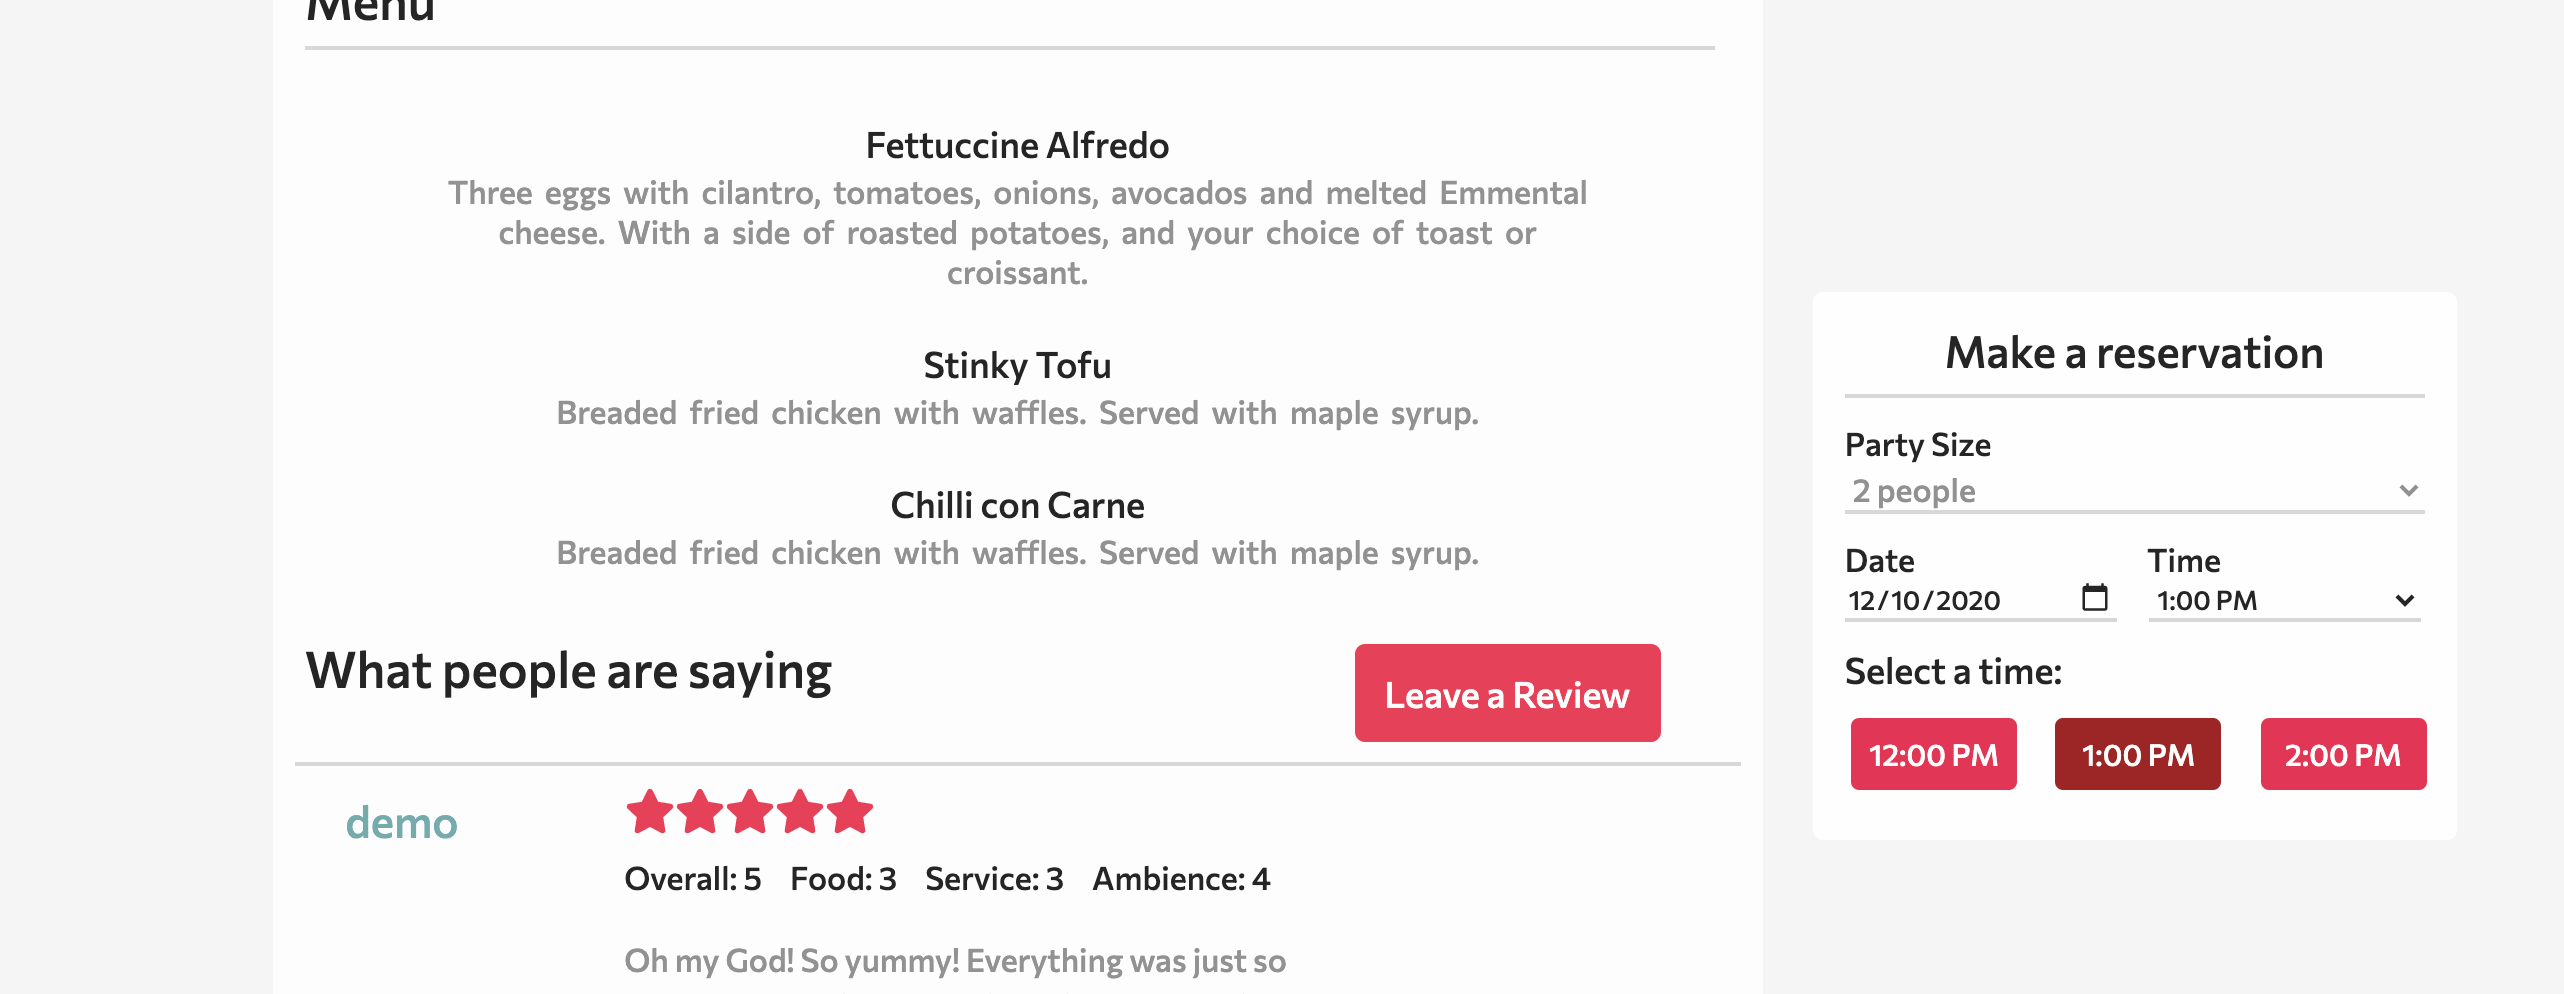 Menu
Fettuccine Alfredo
Three eggs with cilantro, tomatoes, onions, avocados and melted Emmental
cheese. With a side of roasted potatoes, and your choice of toast or
croissant.
Stinky Tofu
Breaded fried chicken with waffles. Served with maple syrup.
Chilli con Carne
Breaded fried chicken with waffles. Served with maple syrup.
What people are saying
Leave a Review
demo
Overall: 5 Food: 3 Service: 3 Ambience: 4
Oh my God! So yummy! Everything was just so
Make a reservation
Party Size
2 people
Date Time
12/10/2020 1:00 PM
Select a time:
12:00 PM 1:00 PM 2:00 PM